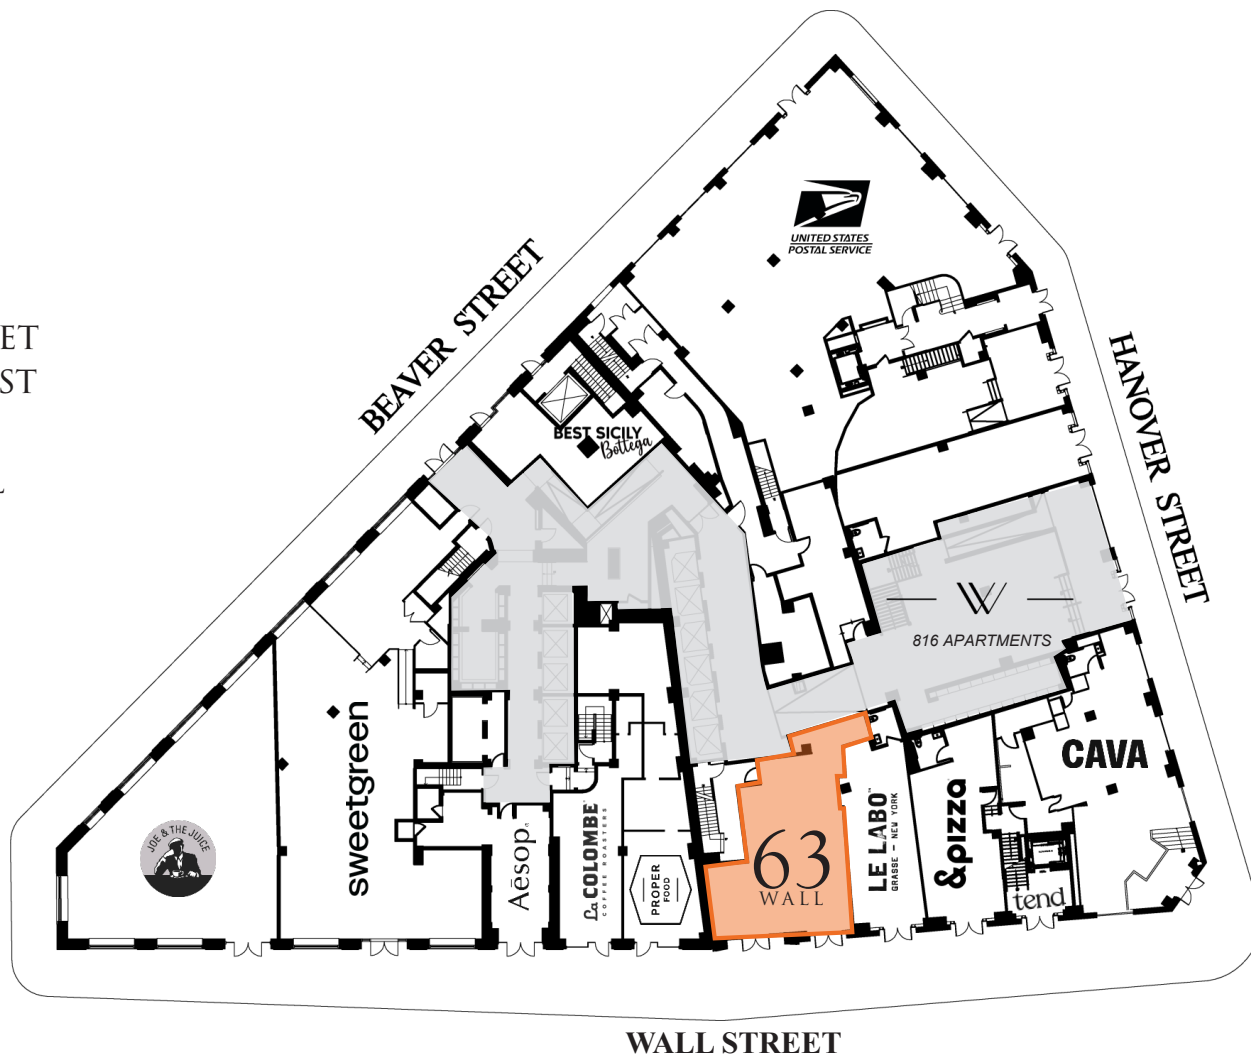 ET
ST
L
BEAVER STREET
HANOVER STREET
WALL STREET
UNITED STATES
POSTAL SERVICE
BEST SICILY
Bottega
W
816 APARTMENTS
JOE & THE JUICE
sweetgreen
Aēsop
La COLOMBE
COFFEE ROASTERS
PROPER
FOOD
63
WALL
LE LABO
GRASSE — NEW YORK
&pizza
tend
CAVA